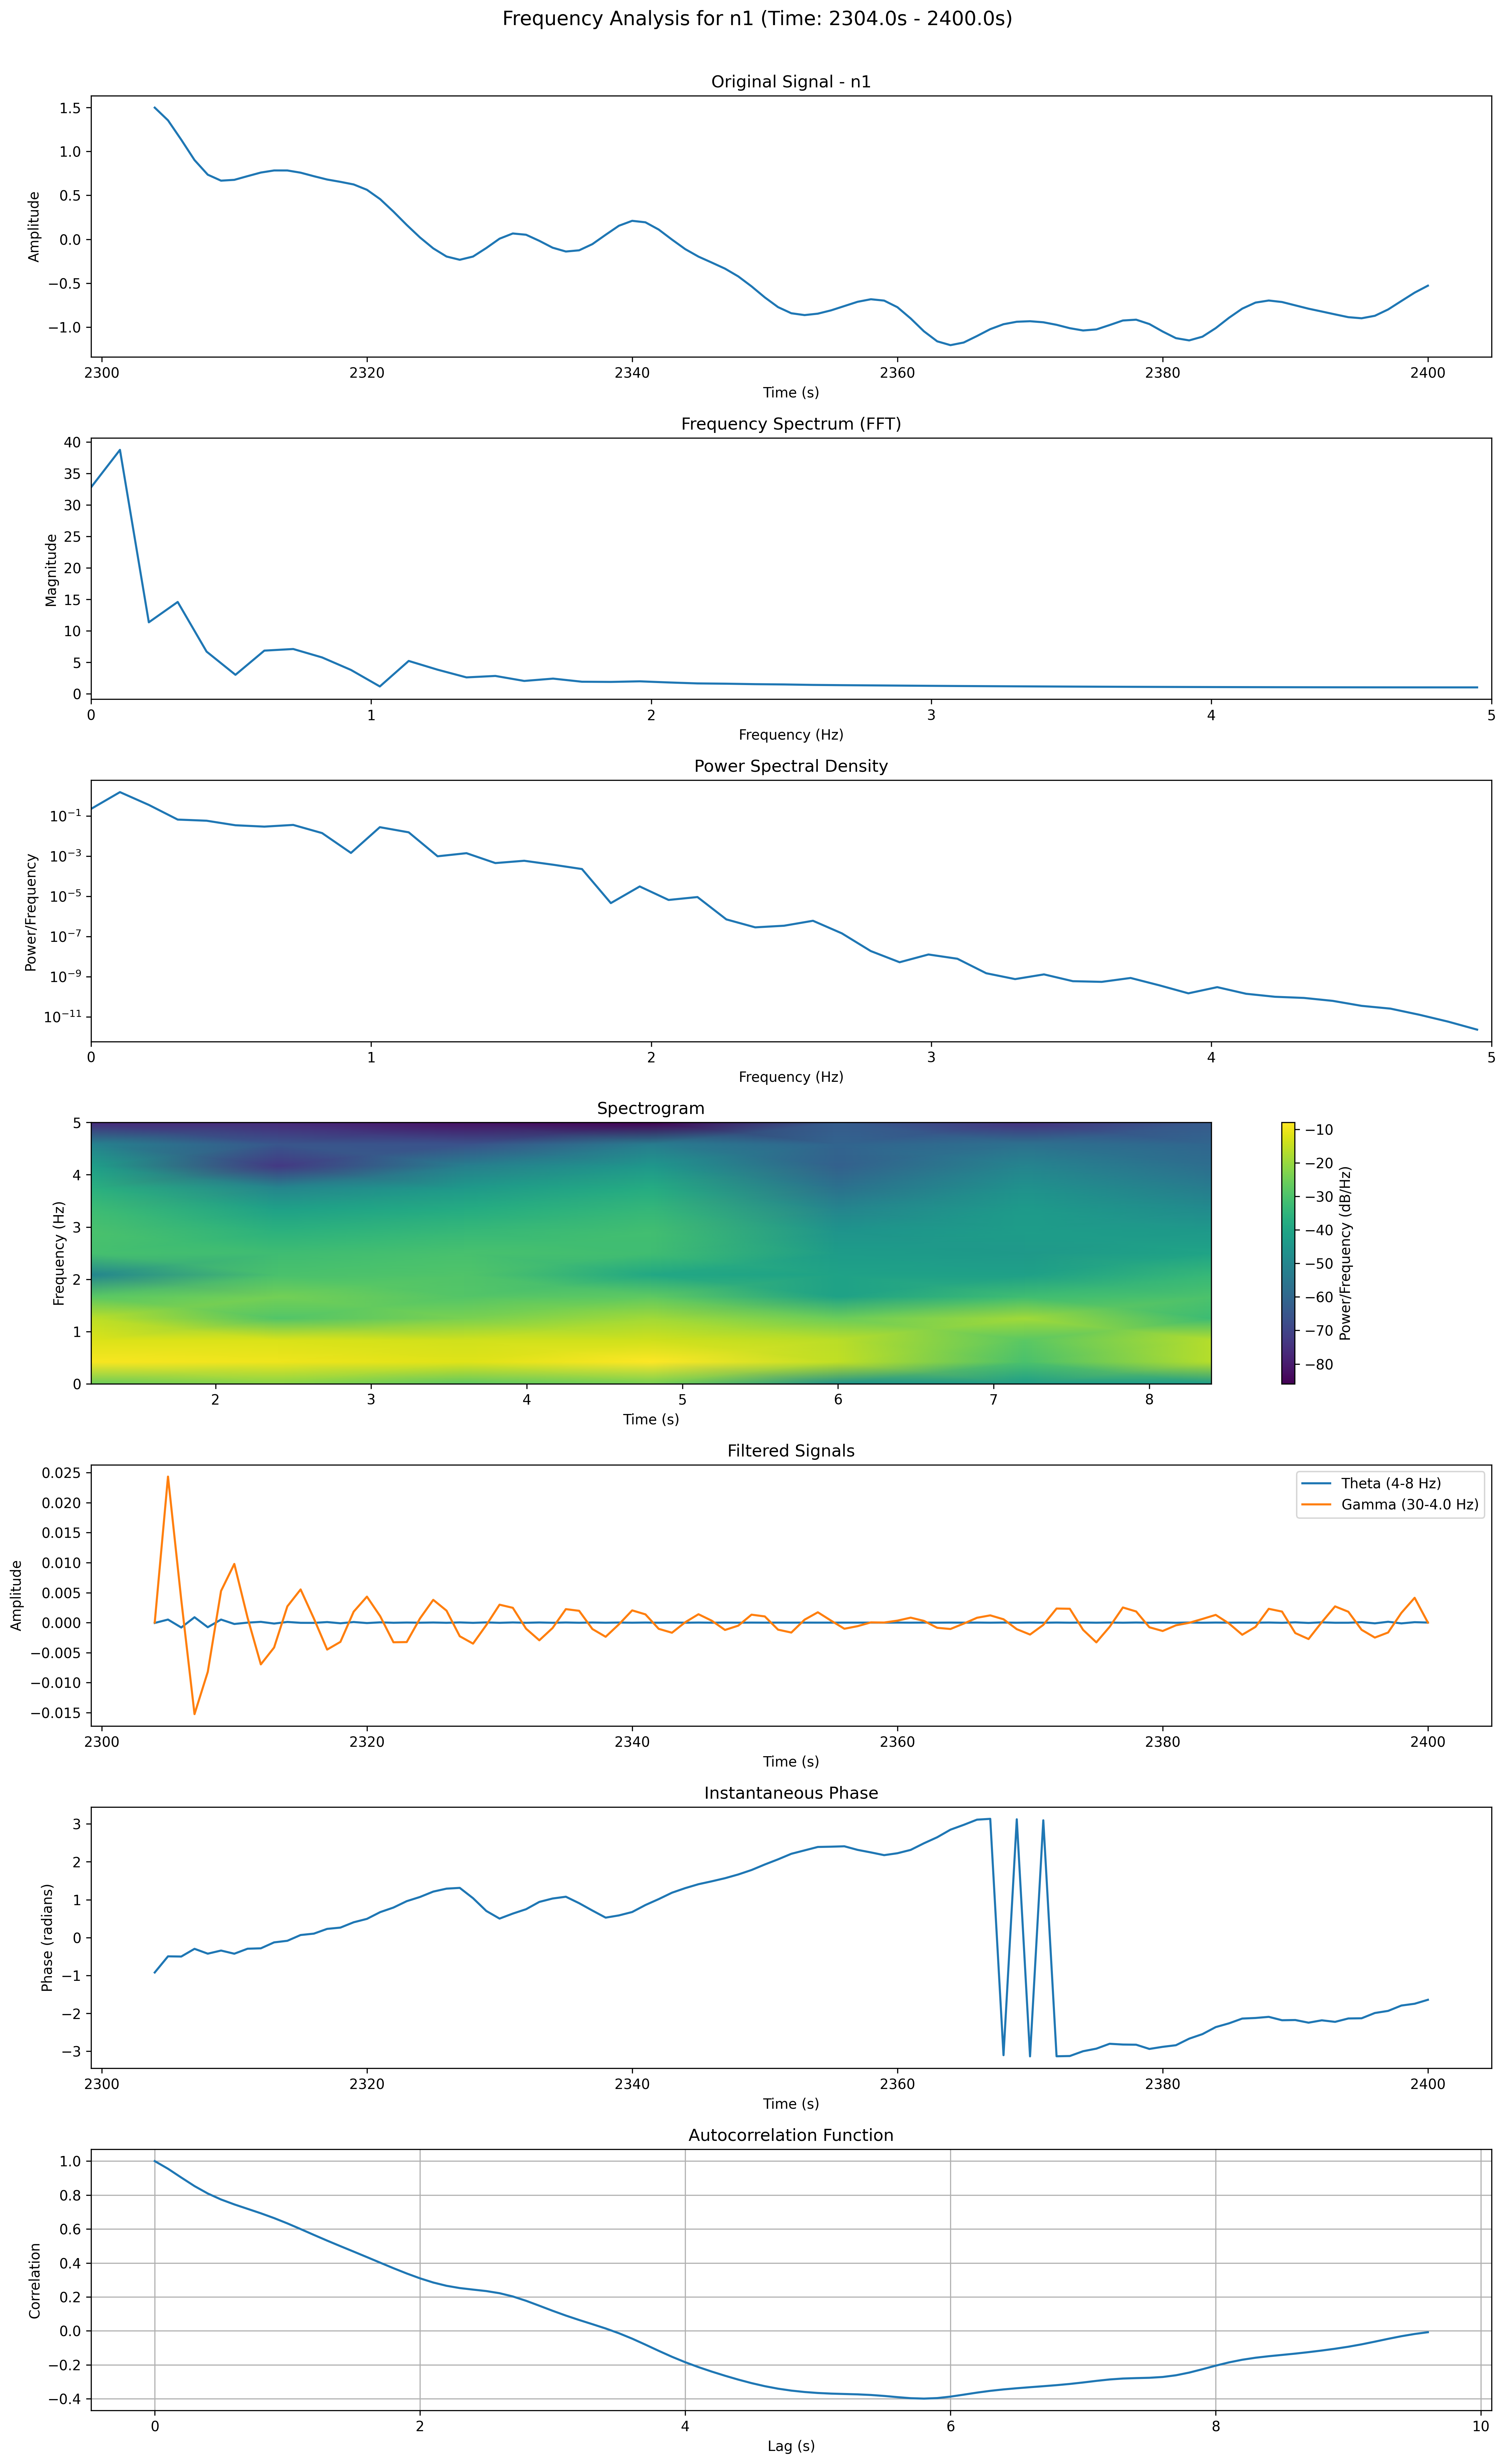 Frequency Analysis for n1 (Time: 2304.0s - 2400.0s)
Original Signal - n1
1.5
1.0
0.5
0.0
−0.5
−1.0
Amplitude
2300 2320 2340 2360 2380 2400
Time (s)
Frequency Spectrum (FFT)
40
35
30
25
20
15
10
5
0
Magnitude
0 1 2 3 4 5
Frequency (Hz)
Power Spectral Density
10⁻¹
10⁻³
10⁻⁵
10⁻⁷
10⁻⁹
10⁻¹¹
Power/Frequency
0 1 2 3 4 5
Frequency (Hz)
Spectrogram
5
4
3
2
1
0
Frequency (Hz)
2 3 4 5 6 7 8
Time (s)
−10
−20
−30
−40
−50
−60
−70
−80
Power/Frequency (dB/Hz)
Filtered Signals
0.025
0.020
0.015
0.010
0.005
0.000
−0.005
−0.010
−0.015
Amplitude
Theta (4-8 Hz)
Gamma (30-4.0 Hz)
2300 2320 2340 2360 2380 2400
Time (s)
Instantaneous Phase
3
2
1
0
−1
−2
−3
Phase (radians)
2300 2320 2340 2360 2380 2400
Time (s)
Autocorrelation Function
1.0
0.8
0.6
0.4
0.2
0.0
−0.2
−0.4
Correlation
0 2 4 6 8 10
Lag (s)